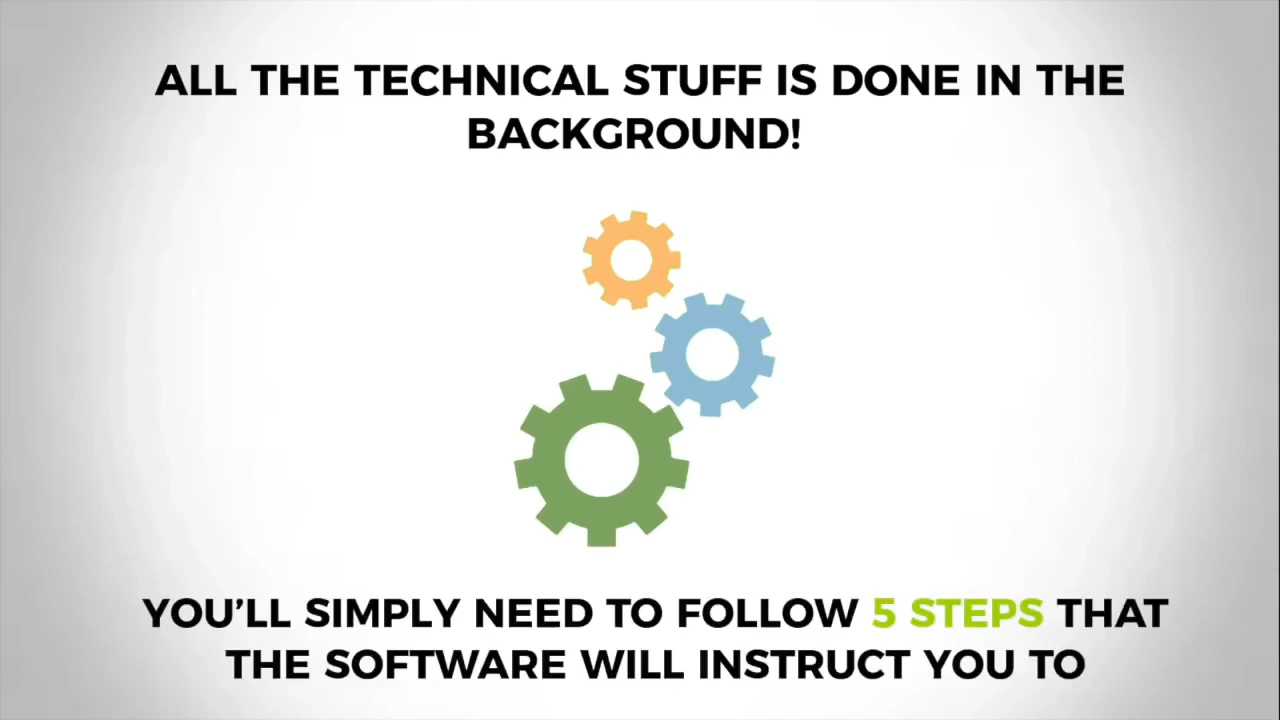 ALL THE TECHNICAL STUFF IS DONE IN THE
BACKGROUND!
YOU’LL SIMPLY NEED TO FOLLOW 5 STEPS THAT
THE SOFTWARE WILL INSTRUCT YOU TO